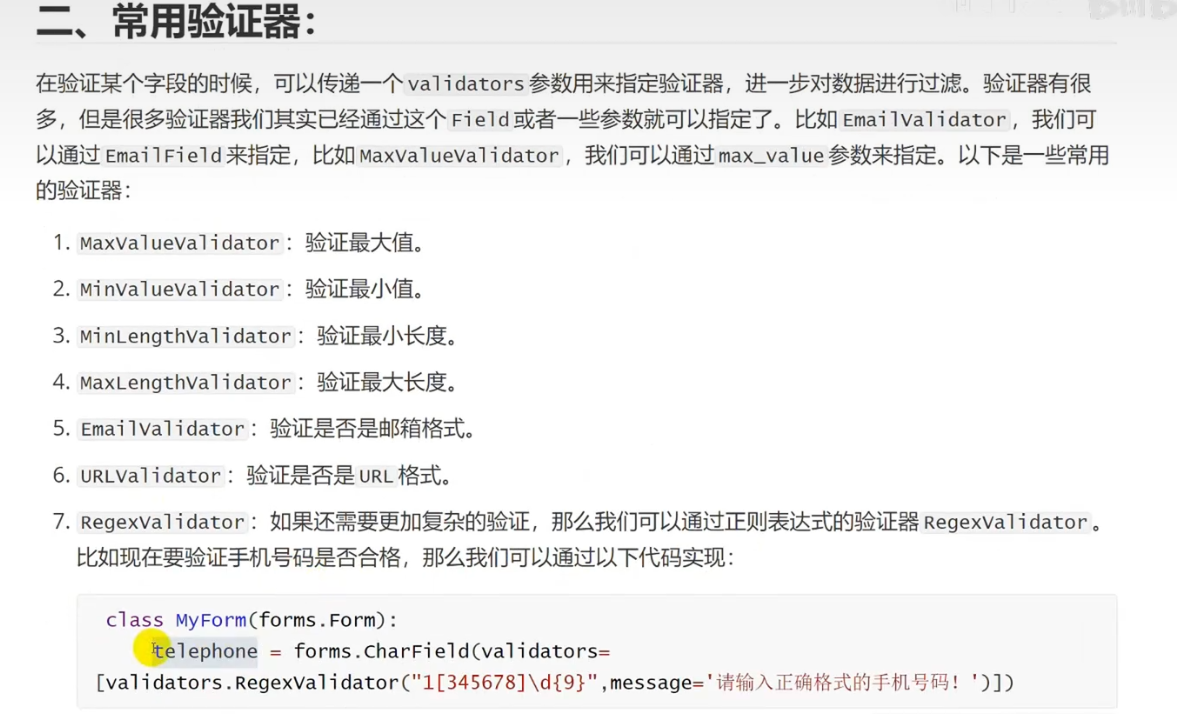 二、常用验证器：
在验证某个字段的时候，可以传递一个validators参数用来指定验证器，进一步对数据进行过滤。验证器有很
多，但是很多验证器我们其实已经通过这个Field或者一些参数就可以指定了。比如EmailValidator，我们可
以通过EmailField来指定，比如MaxValueValidator，我们可以通过max_value参数来指定。以下是一些常用
的验证器：
1. MaxValueValidator：验证最大值。
2. MinValueValidator：验证最小值。
3. MinLengthValidator：验证最小长度。
4. MaxLengthValidator：验证最大长度。
5. EmailValidator：验证是否是邮箱格式。
6. URLValidator：验证是否是URL格式。
7. RegexValidator：如果还需要更加复杂的验证，那么我们可以通过正则表达式的验证器RegexValidator。
比如现在要验证手机号码是否合格，那么我们可以通过以下代码实现：
class MyForm(forms.Form):
telephone = forms.CharField(validators=
[validators.RegexValidator("1[345678]\d{9}",message='请输入正确格式的手机号码！')])